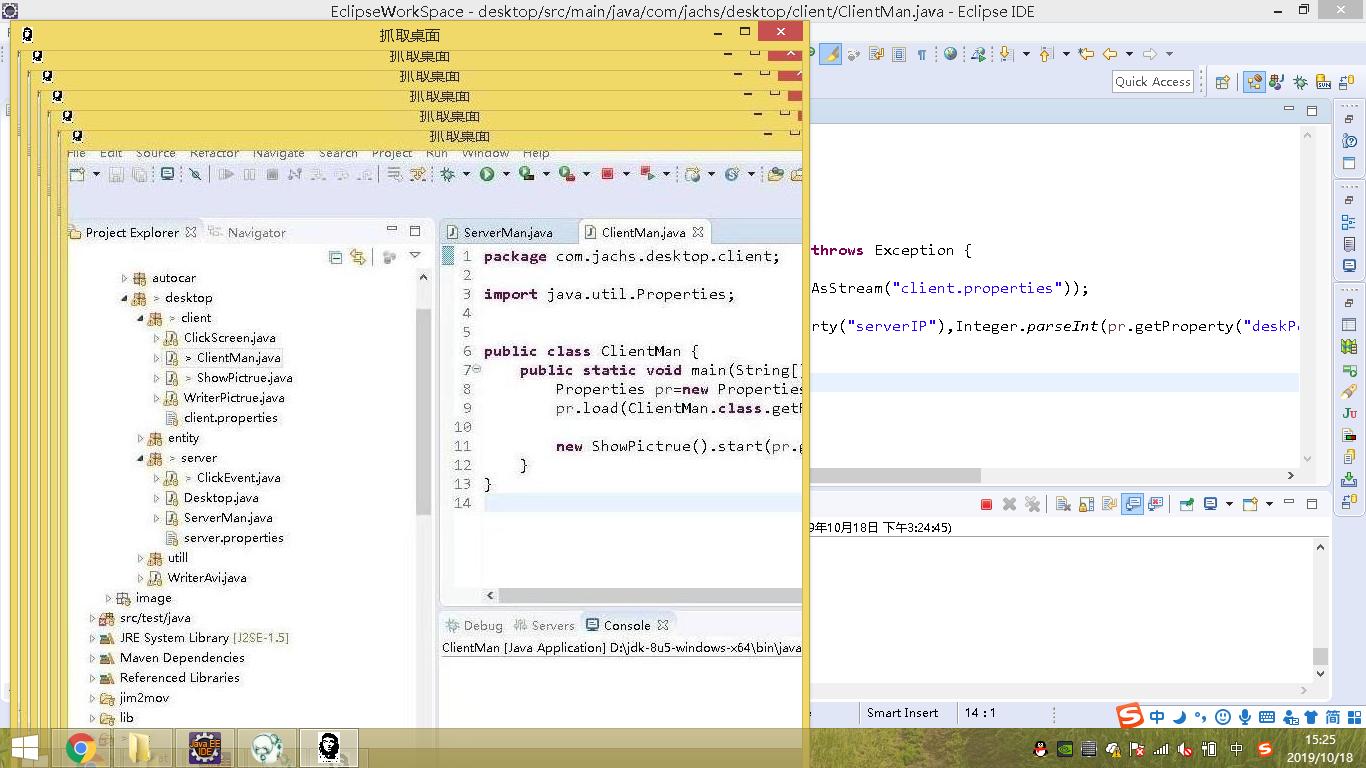 EclipseWorkSpace - desktop/src/main/java/com/jachs/desktop/client/ClientMan.java - Eclipse IDE
抓取桌面
抓取桌面
抓取桌面
抓取桌面
抓取桌面
抓取桌面
Quick Access
File Edit Source Refactor Navigate Search Project Run Window Help
Project Explorer Navigator
autocar
> desktop
> client
ClickScreen.java
> ClientMan.java
> ShowPictrue.java
WriterPictrue.java
client.properties
entity
> server
> ClickEvent.java
Desktop.java
ServerMan.java
server.properties
utill
WriterAvi.java
image
src/test/java
JRE System Library [J2SE-1.5]
Maven Dependencies
Referenced Libraries
jim2mov
lib
ServerMan.java ClientMan.java
1 package com.jachs.desktop.client;
2
3 import java.util.Properties;
4
5
6 public class ClientMan {
7 public static void main(String[]
8 Properties pr=new Properties
9 pr.load(ClientMan.class.getR
10
11 new ShowPictrue().start(pr.g
12 }
13 }
14
throws Exception {
AsStream("client.properties"));
rty("serverIP"),Integer.parseInt(pr.getProperty("deskPo
Debug Servers Console
ClientMan [Java Application] D:\jdk-8u5-windows-x64\bin\java
9年10月18日 下午3:24:45)
Smart Insert 14 : 1
中 简
Java EE
IDE
中
15:25
2019/10/18